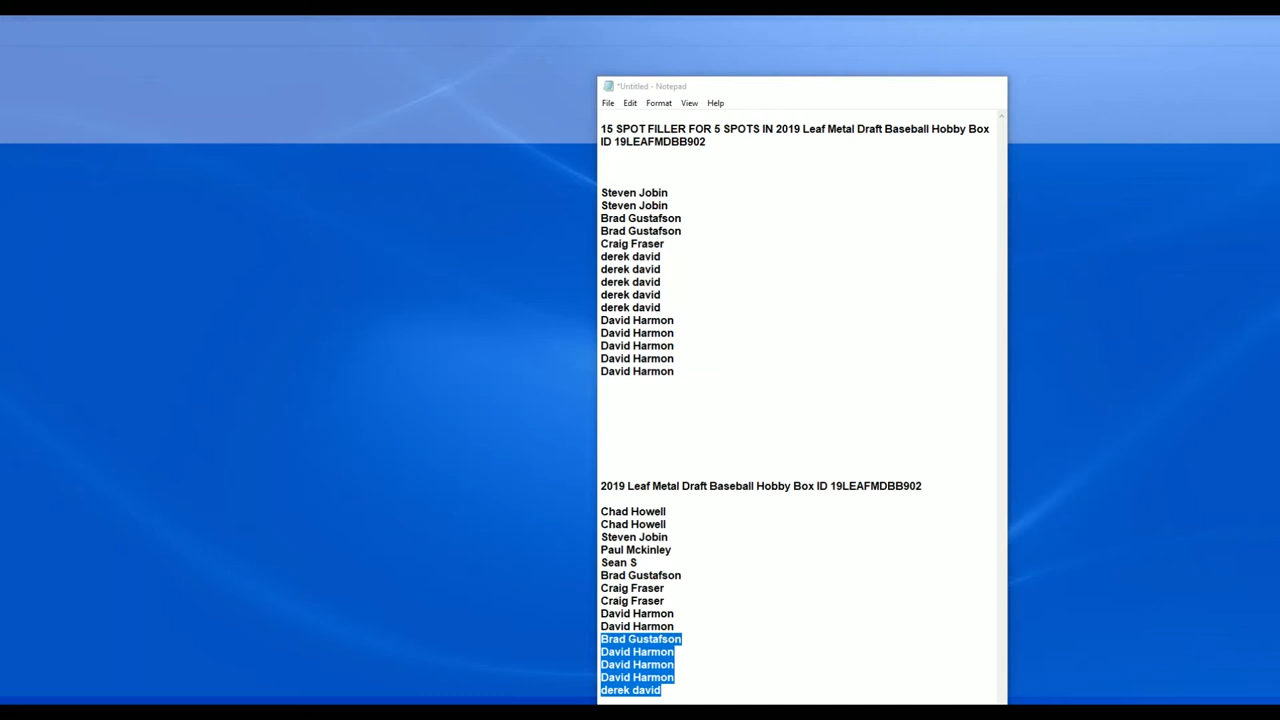 *Untitled - Notepad
File Edit Format View Help
15 SPOT FILLER FOR 5 SPOTS IN 2019 Leaf Metal Draft Baseball Hobby Box
ID 19LEAFMDBB902
Steven Jobin
Steven Jobin
Brad Gustafson
Brad Gustafson
Craig Fraser
derek david
derek david
derek david
derek david
derek david
David Harmon
David Harmon
David Harmon
David Harmon
David Harmon
2019 Leaf Metal Draft Baseball Hobby Box ID 19LEAFMDBB902
Chad Howell
Chad Howell
Steven Jobin
Paul Mckinley
Sean S
Brad Gustafson
Craig Fraser
Craig Fraser
David Harmon
David Harmon
Brad Gustafson
David Harmon
David Harmon
David Harmon
derek david